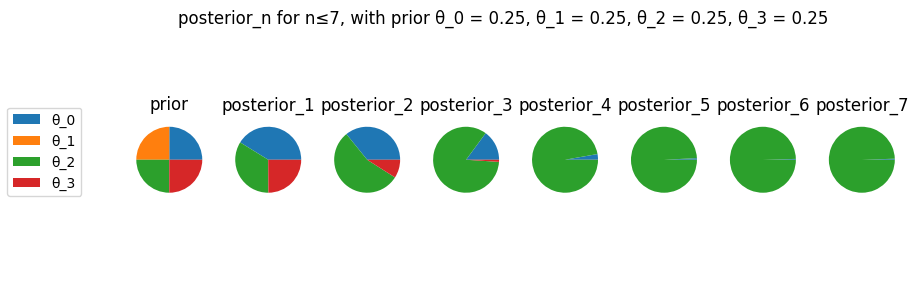 posterior_n for n≤7, with prior θ_0 = 0.25, θ_1 = 0.25, θ_2 = 0.25, θ_3 = 0.25
prior posterior_1 posterior_2 posterior_3 posterior_4 posterior_5 posterior_6 posterior_7
θ_0
θ_1
θ_2
θ_3